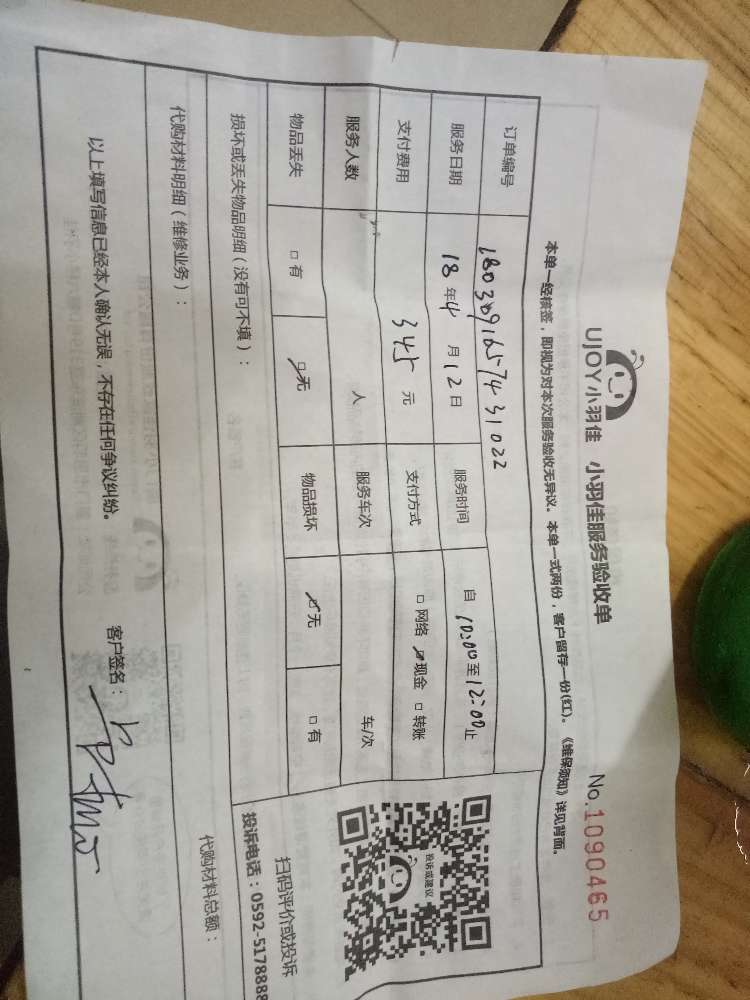 UJOY小羽佳 小羽佳服务验收单 No.1090465
本单一经核签，即视为对本次服务验收无异议。本单一式两份，客户留存一份(红)。《维保须知》详见背面。
订单编号 180309165743 1022
服务日期 18年4月12日 服务时间 自10:00至12:00止
支付费用 345元 支付方式 □网络 ☑现金 □转账
服务人数 人 服务车次 车/次
物品丢失 □有 ☑无 物品损坏 ☑无 □有
损坏或丢失物品明细（没有可不填）：
代购材料明细（维修业务）：
代购材料总额：
以上填写信息已经本人确认无误，不存在任何争议纠纷。
客户签名：
投诉或建议
扫码评价或投诉
投诉电话：0592-5178888